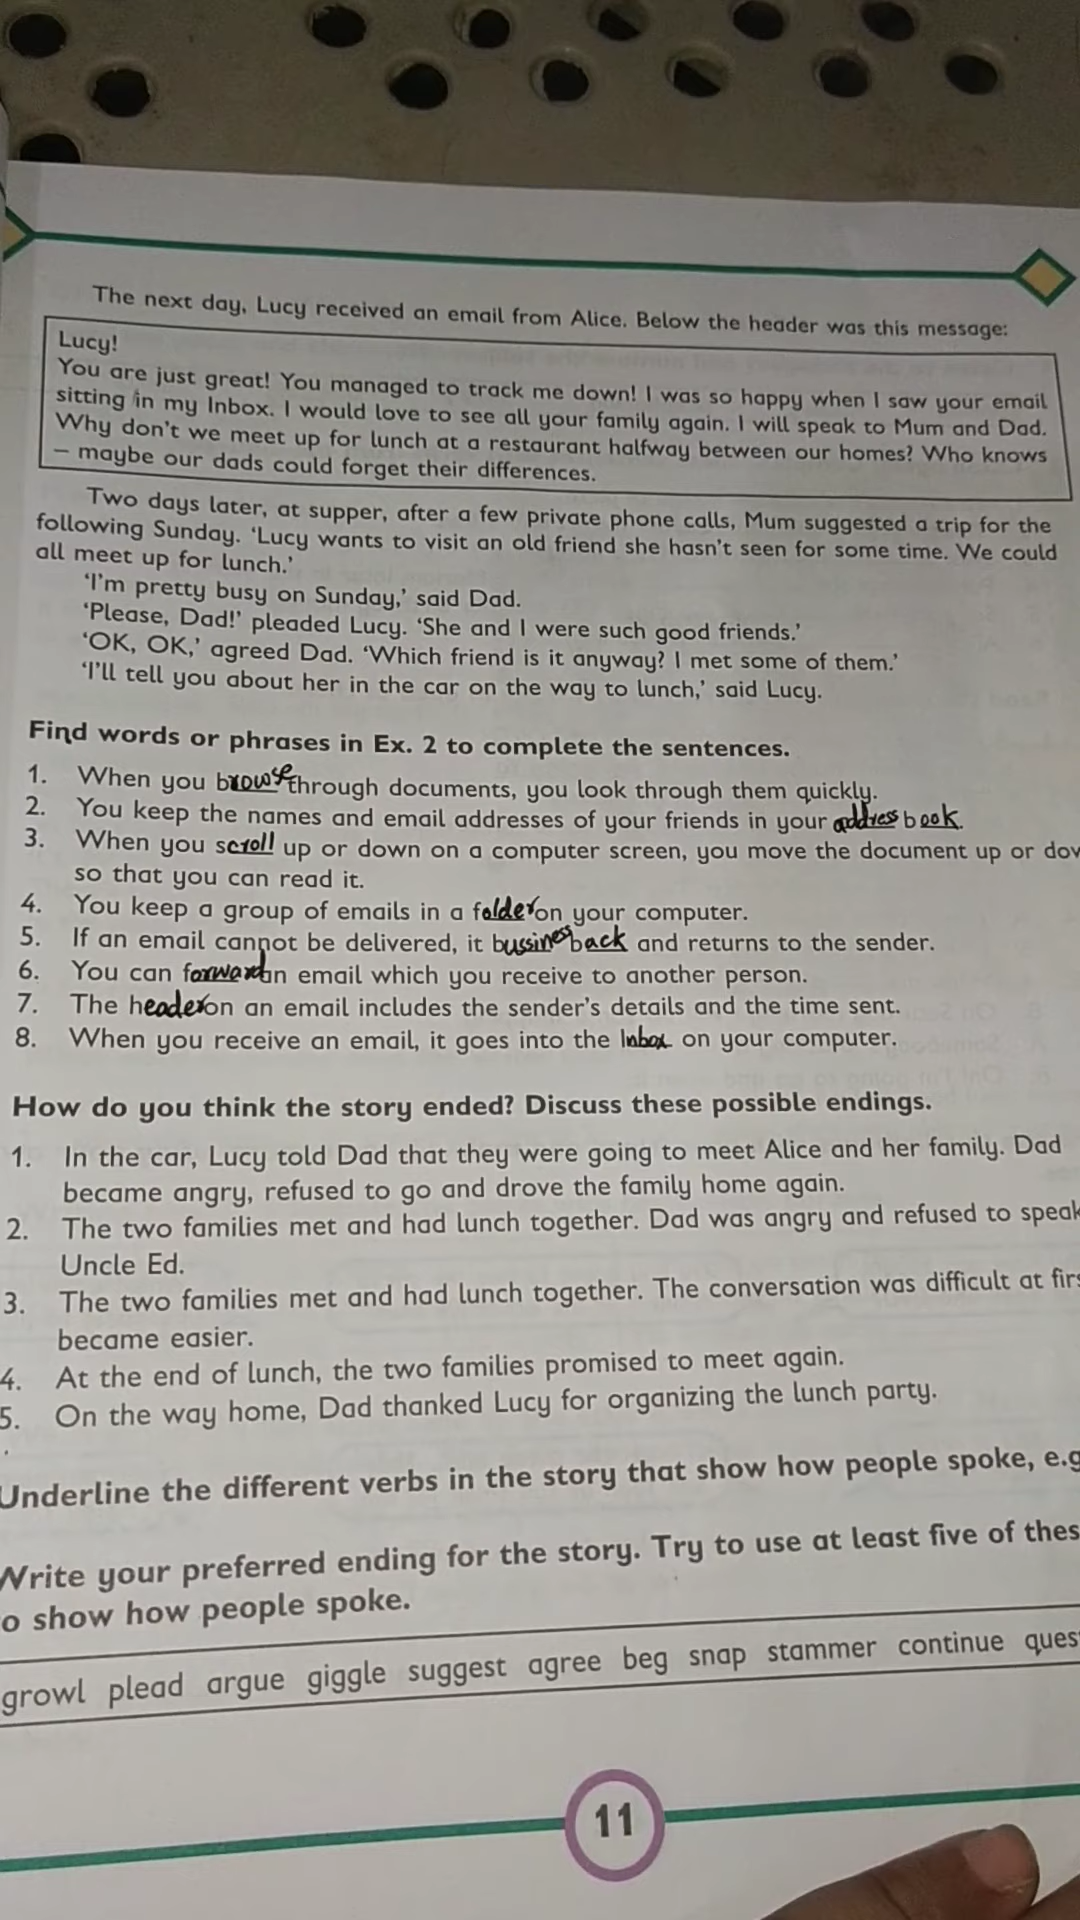 The next day, Lucy received an email from Alice. Below the header was this message:
Lucy!
You are just great! You managed to track me down! I was so happy when I saw your email
sitting in my Inbox. I would love to see all your family again. I will speak to Mum and Dad.
Why don't we meet up for lunch at a restaurant halfway between our homes? Who knows
– maybe our dads could forget their differences.
Two days later, at supper, after a few private phone calls, Mum suggested a trip for the
following Sunday. 'Lucy wants to visit an old friend she hasn't seen for some time. We could
all meet up for lunch.'
'I'm pretty busy on Sunday,' said Dad.
'Please, Dad!' pleaded Lucy. 'She and I were such good friends.'
'OK, OK,' agreed Dad. 'Which friend is it anyway? I met some of them.'
'I'll tell you about her in the car on the way to lunch,' said Lucy.
Find words or phrases in Ex. 2 to complete the sentences.
1. When you browse through documents, you look through them quickly.
2. You keep the names and email addresses of your friends in your address book.
3. When you scroll up or down on a computer screen, you move the document up or dow
so that you can read it.
4. You keep a group of emails in a folder on your computer.
5. If an email cannot be delivered, it bussiness back and returns to the sender.
6. You can forward an email which you receive to another person.
7. The header on an email includes the sender's details and the time sent.
8. When you receive an email, it goes into the Inbox on your computer.
How do you think the story ended? Discuss these possible endings.
1. In the car, Lucy told Dad that they were going to meet Alice and her family. Dad
became angry, refused to go and drove the family home again.
2. The two families met and had lunch together. Dad was angry and refused to speak
Uncle Ed.
3. The two families met and had lunch together. The conversation was difficult at firs
became easier.
4. At the end of lunch, the two families promised to meet again.
5. On the way home, Dad thanked Lucy for organizing the lunch party.
Underline the different verbs in the story that show how people spoke, e.g
Write your preferred ending for the story. Try to use at least five of thes
o show how people spoke.
growl plead argue giggle suggest agree beg snap stammer continue ques
11